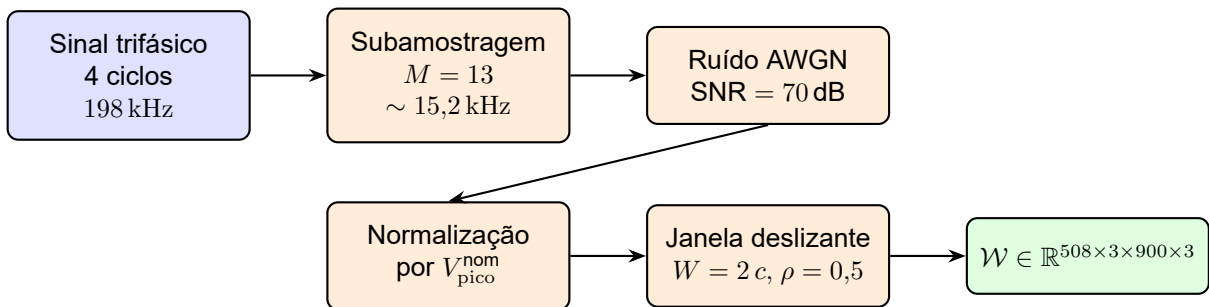 Sinal trifásico
4 ciclos
198 kHz
Subamostragem
M = 13
∼ 15,2 kHz
Ruído AWGN
SNR = 70 dB
Normalização
por V_pico^nom
Janela deslizante
W = 2 c, ρ = 0,5
𝒲 ∈ ℝ^508×3×900×3